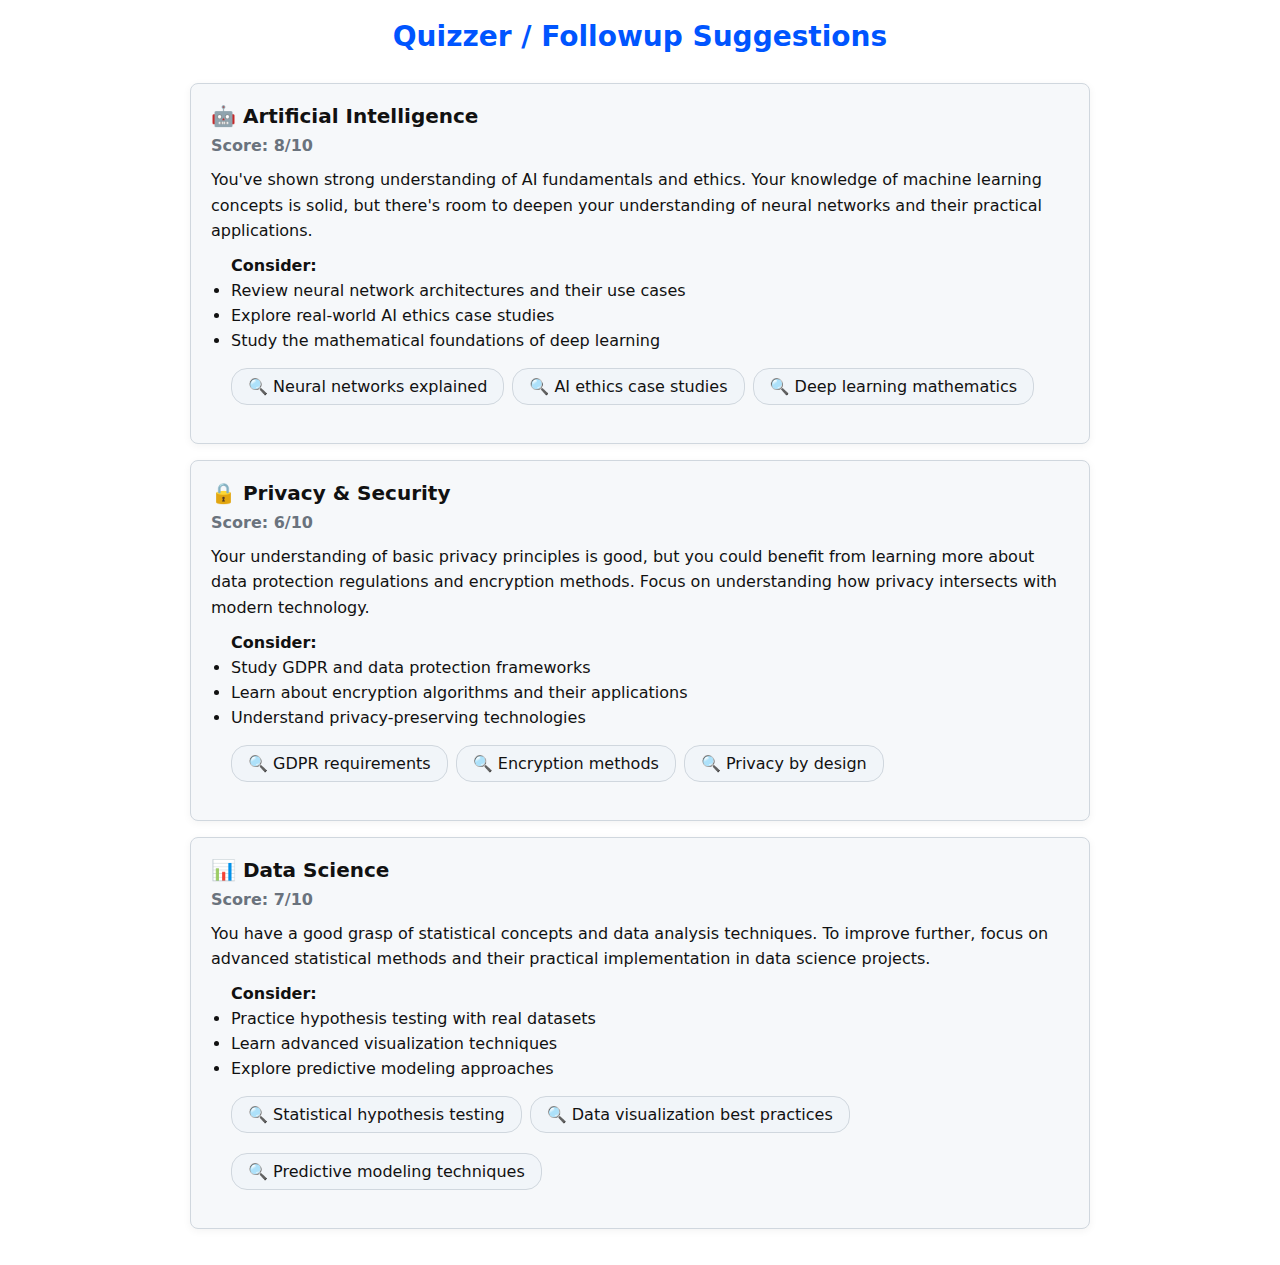 Quizzer / Followup Suggestions
🤖 Artificial Intelligence
Score: 8/10
You've shown strong understanding of AI fundamentals and ethics. Your knowledge of machine learning
concepts is solid, but there's room to deepen your understanding of neural networks and their practical
applications.
Consider:
• Review neural network architectures and their use cases
• Explore real-world AI ethics case studies
• Study the mathematical foundations of deep learning
🔍 Neural networks explained 🔍 AI ethics case studies 🔍 Deep learning mathematics
🔒 Privacy & Security
Score: 6/10
Your understanding of basic privacy principles is good, but you could benefit from learning more about
data protection regulations and encryption methods. Focus on understanding how privacy intersects with
modern technology.
Consider:
• Study GDPR and data protection frameworks
• Learn about encryption algorithms and their applications
• Understand privacy-preserving technologies
🔍 GDPR requirements 🔍 Encryption methods 🔍 Privacy by design
📊 Data Science
Score: 7/10
You have a good grasp of statistical concepts and data analysis techniques. To improve further, focus on
advanced statistical methods and their practical implementation in data science projects.
Consider:
• Practice hypothesis testing with real datasets
• Learn advanced visualization techniques
• Explore predictive modeling approaches
🔍 Statistical hypothesis testing 🔍 Data visualization best practices
🔍 Predictive modeling techniques